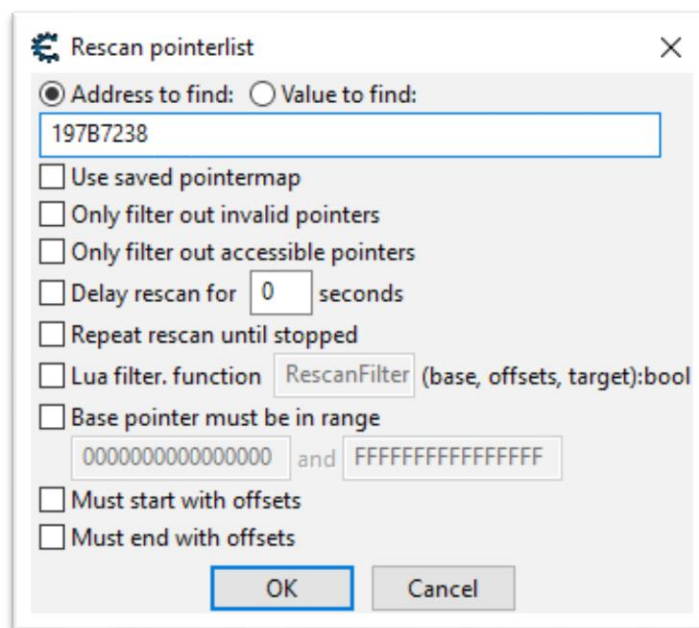 Rescan pointerlist
Address to find: Value to find:
197B7238
Use saved pointermap
Only filter out invalid pointers
Only filter out accessible pointers
Delay rescan for 0 seconds
Repeat rescan until stopped
Lua filter. function RescanFilter (base, offsets, target):bool
Base pointer must be in range
0000000000000000 and FFFFFFFFFFFFFFFF
Must start with offsets
Must end with offsets
OK Cancel